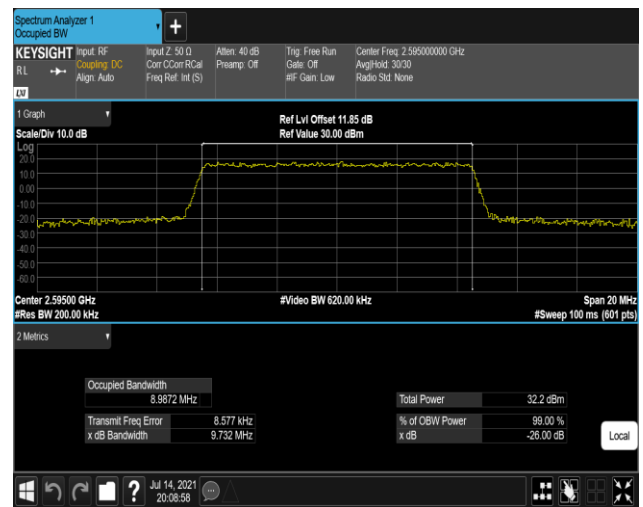 Spectrum Analyzer 1
Occupied BW
+
KEYSIGHT
RL
LXI
Input: RF
Coupling: DC
Align: Auto
Input Z: 50 Ω
Corr CCorr RCal
Freq Ref: Int (S)
Atten: 40 dB
Preamp: Off
Trig: Free Run
Gate: Off
#IF Gain: Low
Center Freq: 2.595000000 GHz
Avg|Hold: 30/30
Radio Std: None
1 Graph
Scale/Div 10.0 dB
Ref Lvl Offset 11.85 dB
Ref Value 30.00 dBm
Log
20.0
10.0
0.00
-10.0
-20.0
-30.0
-40.0
-50.0
-60.0
Center 2.59500 GHz
#Res BW 200.00 kHz
#Video BW 620.00 kHz
Span 20 MHz
#Sweep 100 ms (601 pts)
2 Metrics
Occupied Bandwidth
8.9872 MHz
Transmit Freq Error 8.577 kHz
x dB Bandwidth 9.732 MHz
Total Power 32.2 dBm
% of OBW Power 99.00 %
x dB -26.00 dB
Local
?
Jul 14, 2021
20:08:58